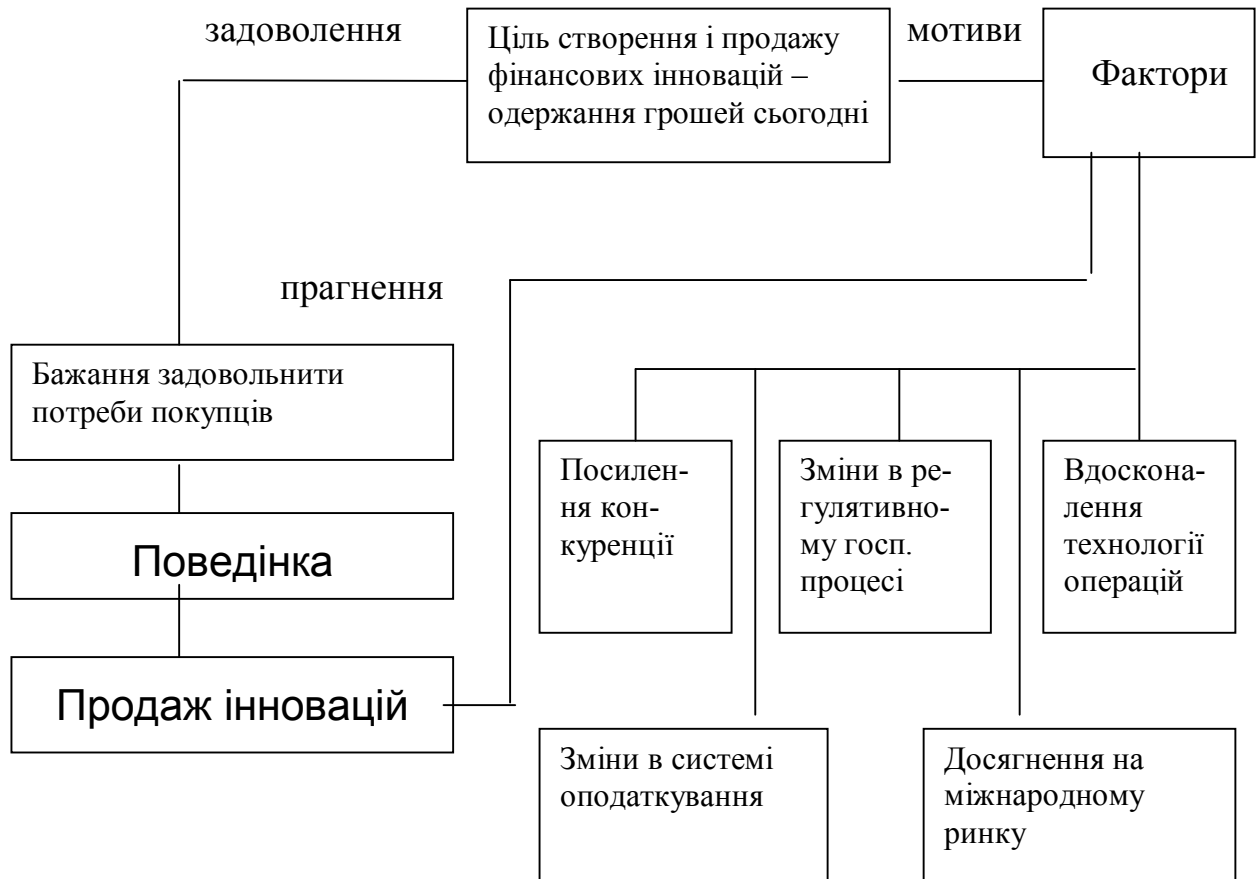 задоволення
Ціль створення і продажу
фінансових інновацій –
одержання грошей сьогодні
мотиви
Фактори
прагнення
Бажання задовольнити
потреби покупців
Поведінка
Продаж інновацій
Посилен-
ня кон-
куренції
Зміни в ре-
гулятивно-
му госп.
процесі
Вдоскона-
лення
технології
операцій
Зміни в системі
оподаткування
Досягнення на
міжнародному
ринку